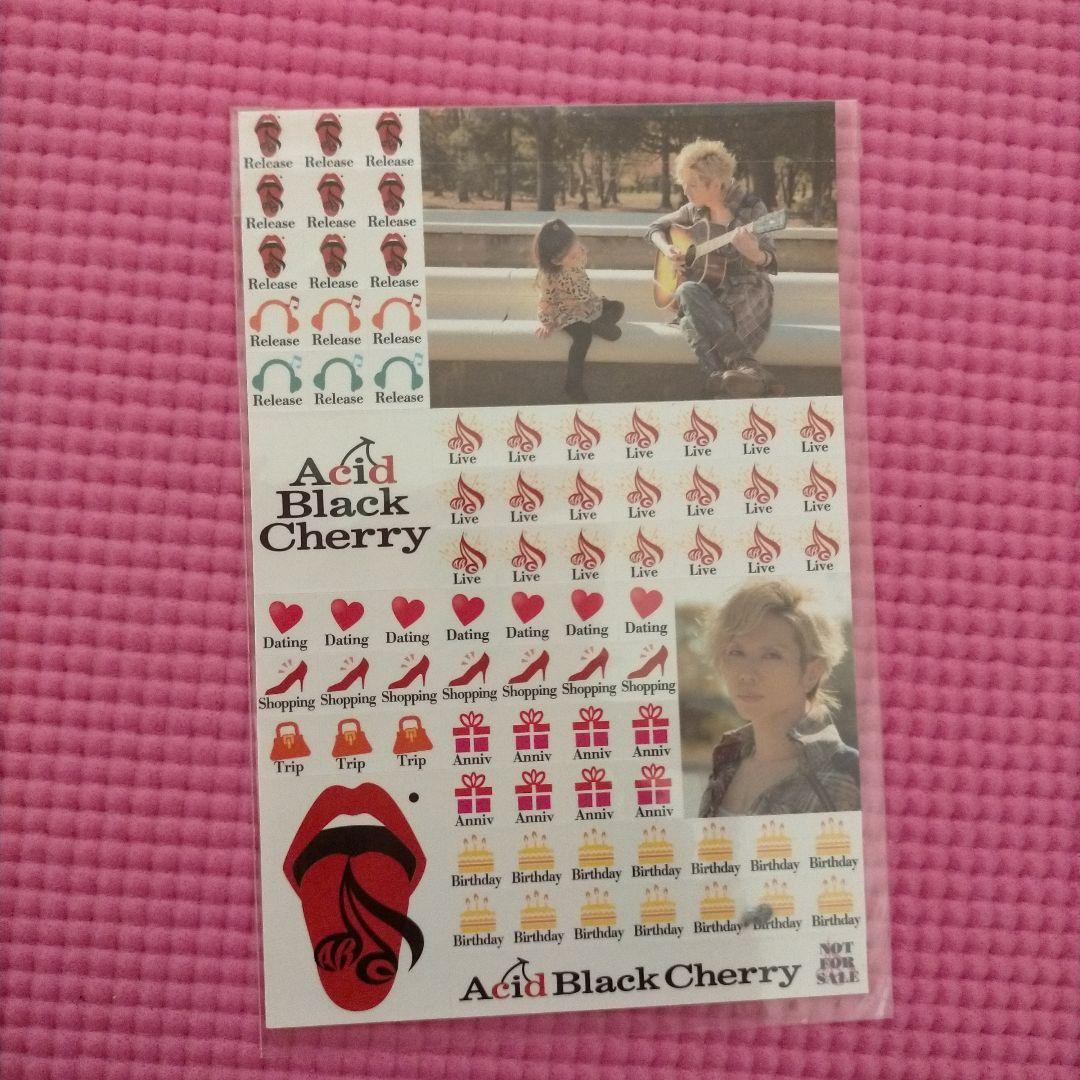 Release Release Release
Release Release Release
Release Release Release
Release Release Release
Release Release Release
Acid
Black
Cherry
Live Live Live Live Live Live Live
Live Live Live Live Live Live Live
Live Live Live Live Live Live Live
Dating Dating Dating Dating Dating Dating Dating
Shopping Shopping Shopping Shopping Shopping Shopping Shopping
Trip Trip Trip Anniv Anniv Anniv Anniv
Anniv Anniv Anniv Anniv
Birthday Birthday Birthday Birthday Birthday Birthday Birthday
Birthday Birthday Birthday Birthday Birthday Birthday Birthday
ABC
Acid Black Cherry
NOT
FOR
SALE